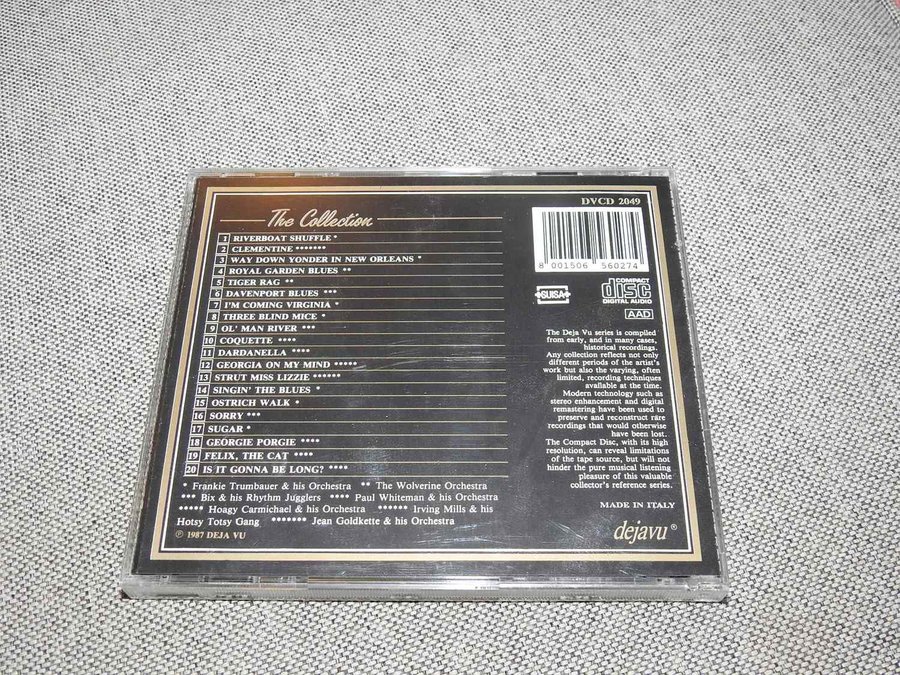 The Collection
1 RIVERBOAT SHUFFLE *
2 CLEMENTINE *******
3 WAY DOWN YONDER IN NEW ORLEANS *
4 ROYAL GARDEN BLUES **
5 TIGER RAG **
6 DAVENPORT BLUES ***
7 I'M COMING VIRGINIA *
8 THREE BLIND MICE *
9 OL' MAN RIVER ***
10 COQUETTE ****
11 DARDANELLA ****
12 GEORGIA ON MY MIND *****
13 STRUT MISS LIZZIE ******
14 SINGIN' THE BLUES *
15 OSTRICH WALK *
16 SORRY ***
17 SUGAR *
18 GEORGIE PORGIE ****
19 FELIX, THE CAT ****
20 IS IT GONNA BE LONG? ****
* Frankie Trumbauer & his Orchestra ** The Wolverine Orchestra
*** Bix & his Rhythm Jugglers **** Paul Whiteman & his Orchestra
***** Hoagy Carmichael & his Orchestra ****** Irving Mills & his
Hotsy Totsy Gang ******* Jean Goldkette & his Orchestra
℗ 1987 DEJA VU
DVCD 2049
8 001506 560274
GUISA
COMPACT
disc
DIGITAL AUDIO
AAD
The Deja Vu series is compiled
from early, and in many cases,
historical recordings.
Any collection reflects not only
different periods of the artist's
work but also the varying, often
limited, recording techniques
available at the time.
Modern technology such as
stereo enhancement and digital
remastering have been used to
preserve and reconstruct rare
recordings that would otherwise
have been lost.
The Compact Disc, with its high
resolution, can reveal limitations
of the tape source, but will not
hinder the pure musical listening
pleasure of this valuable
collector's reference series.
MADE IN ITALY
dejavu ®